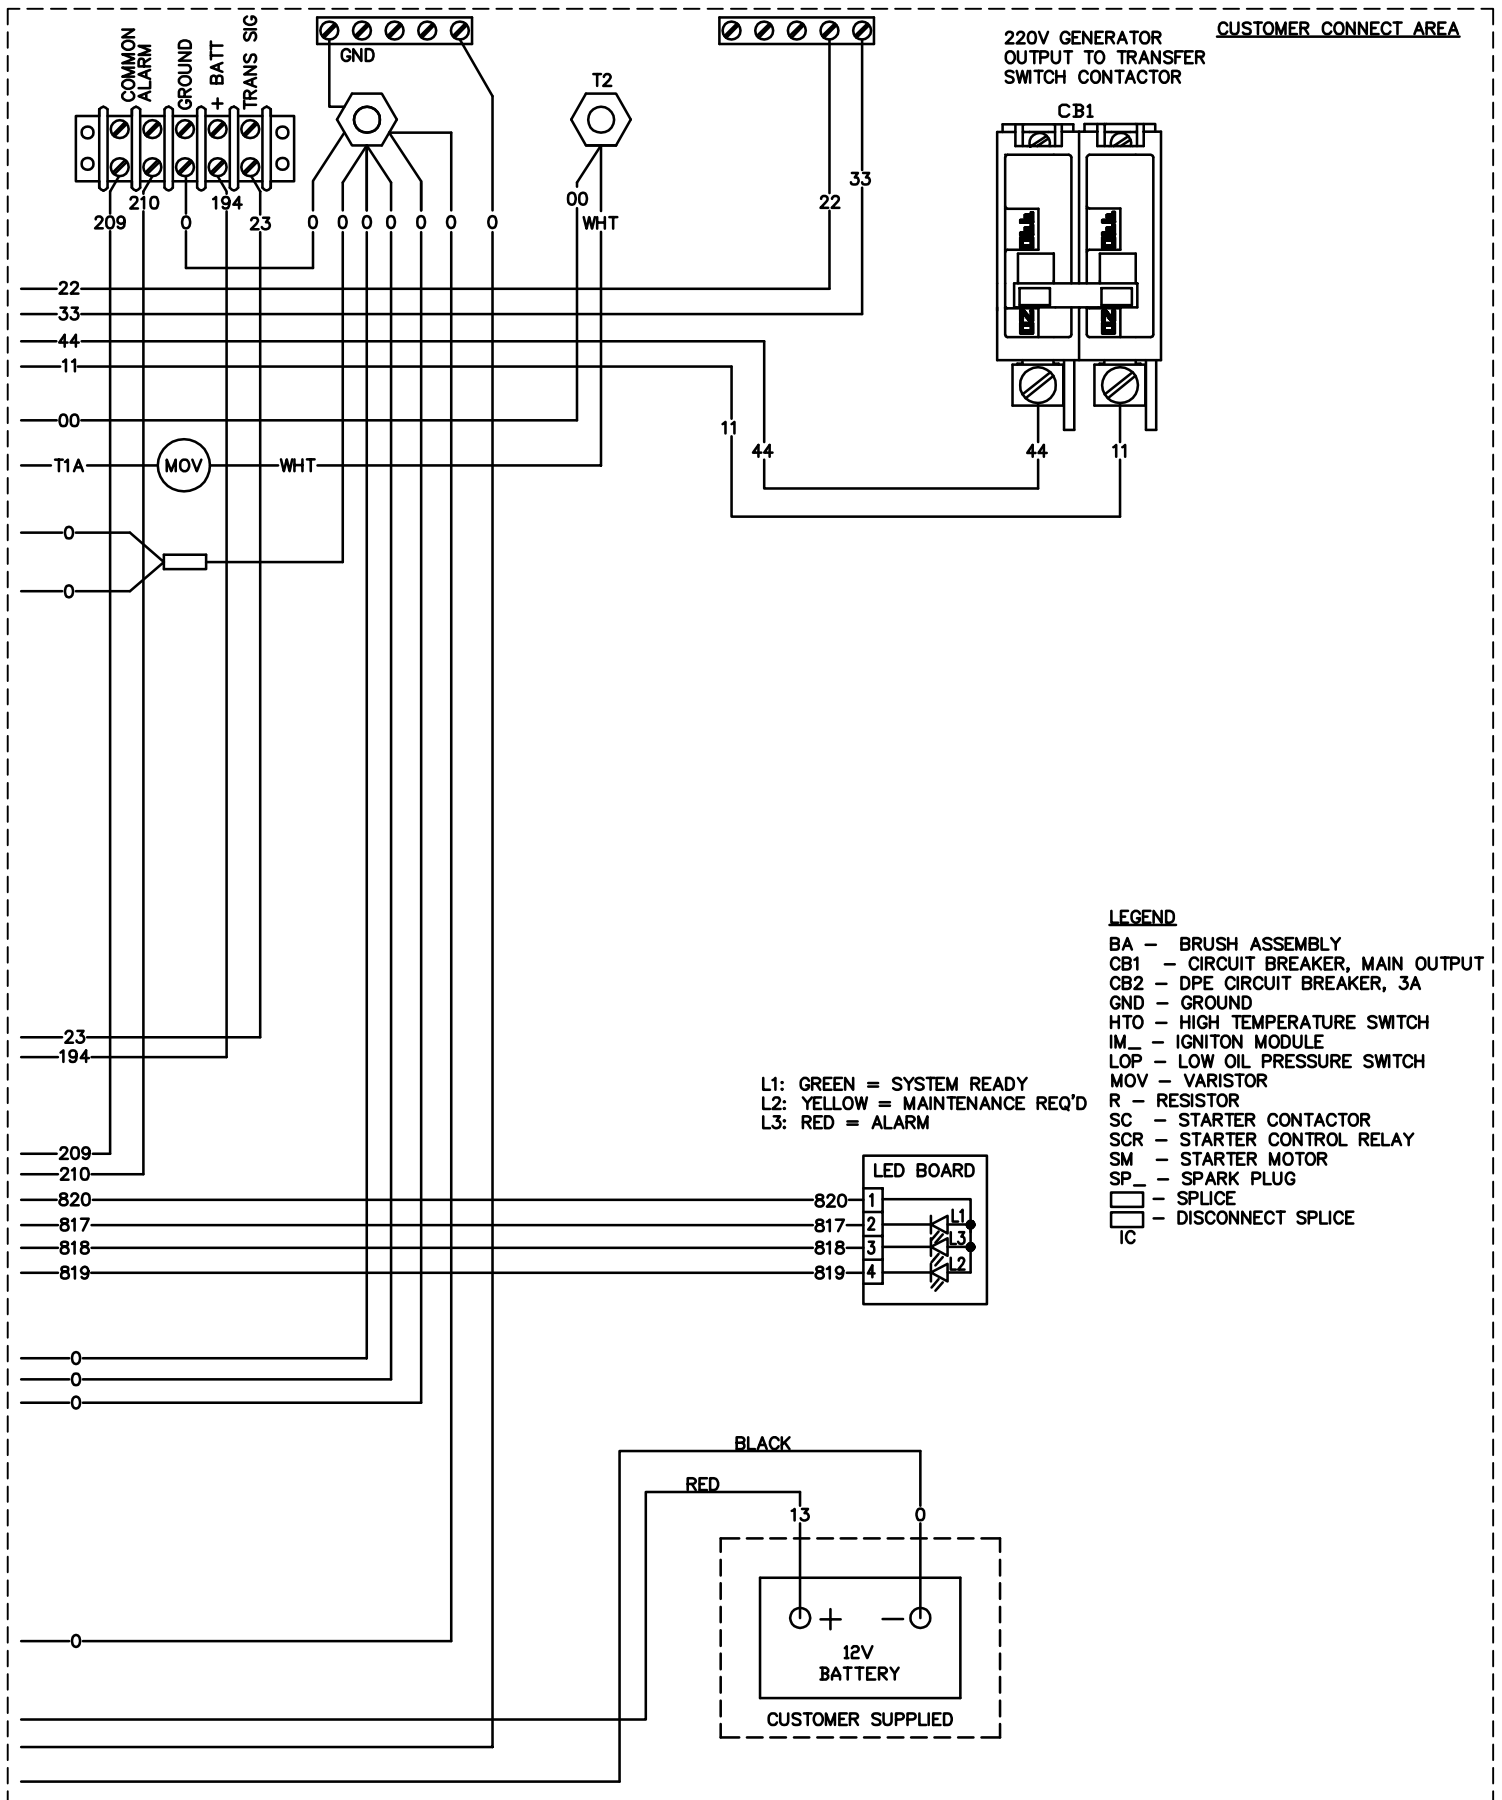 CUSTOMER CONNECT AREA
220V GENERATOR
OUTPUT TO TRANSFER
SWITCH CONTACTOR
CB1
COMMON
ALARM
GROUND
+ BATT
TRANS SIG
GND
T2
209
210
0
194
23
0
0
0
0
0
0
0
00
WHT
22
33
22
33
44
11
00
T1A
MOV
WHT
11
44
44
11
0
0
LEGEND
BA – BRUSH ASSEMBLY
CB1 – CIRCUIT BREAKER, MAIN OUTPUT
CB2 – DPE CIRCUIT BREAKER, 3A
GND – GROUND
HTO – HIGH TEMPERATURE SWITCH
IM_ – IGNITON MODULE
LOP – LOW OIL PRESSURE SWITCH
MOV – VARISTOR
R – RESISTOR
SC – STARTER CONTACTOR
SCR – STARTER CONTROL RELAY
SM – STARTER MOTOR
SP_ – SPARK PLUG
– SPLICE
– DISCONNECT SPLICE
IC
23
194
L1: GREEN = SYSTEM READY
L2: YELLOW = MAINTENANCE REQ'D
L3: RED = ALARM
209
210
LED BOARD
820
820
1
817
817
2
L1
818
818
3
L3
819
819
4
L2
0
0
0
BLACK
RED
13
0
+
–
12V
BATTERY
CUSTOMER SUPPLIED
0